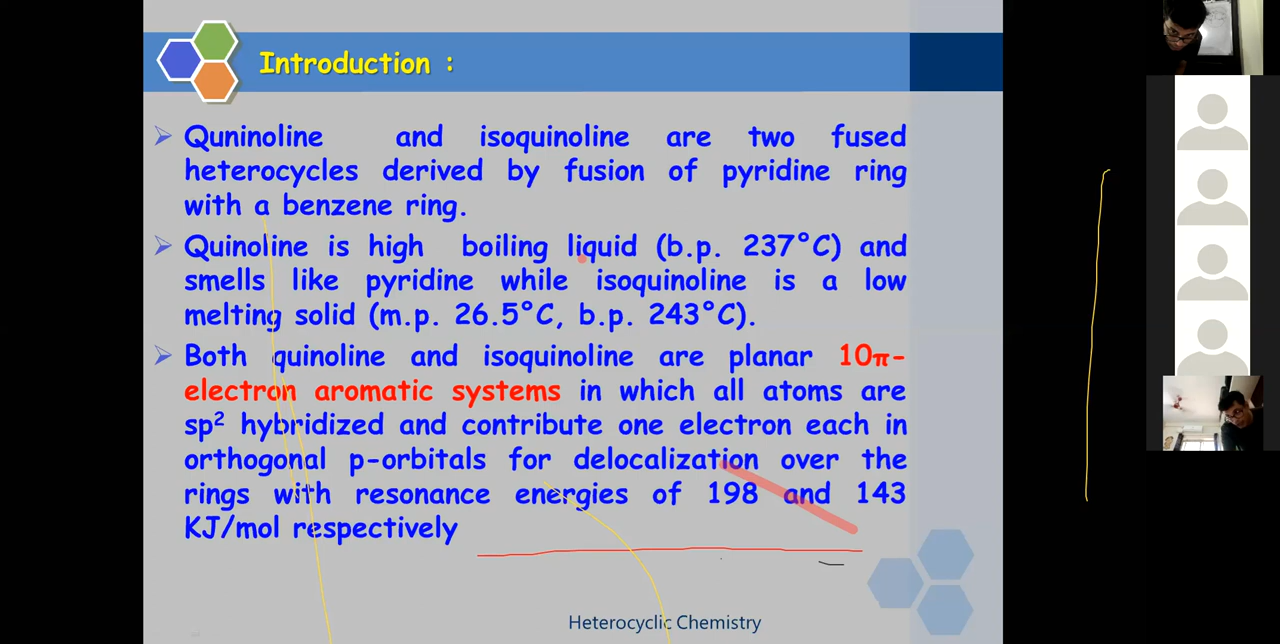 Introduction :
Quninoline and isoquinoline are two fused
heterocycles derived by fusion of pyridine ring
with a benzene ring.
Quinoline is high boiling liquid (b.p. 237°C) and
smells like pyridine while isoquinoline is a low
melting solid (m.p. 26.5°C, b.p. 243°C).
Both quinoline and isoquinoline are planar 10π-
electron aromatic systems in which all atoms are
sp² hybridized and contribute one electron each in
orthogonal p-orbitals for delocalization over the
rings with resonance energies of 198 and 143
KJ/mol respectively
Heterocyclic Chemistry